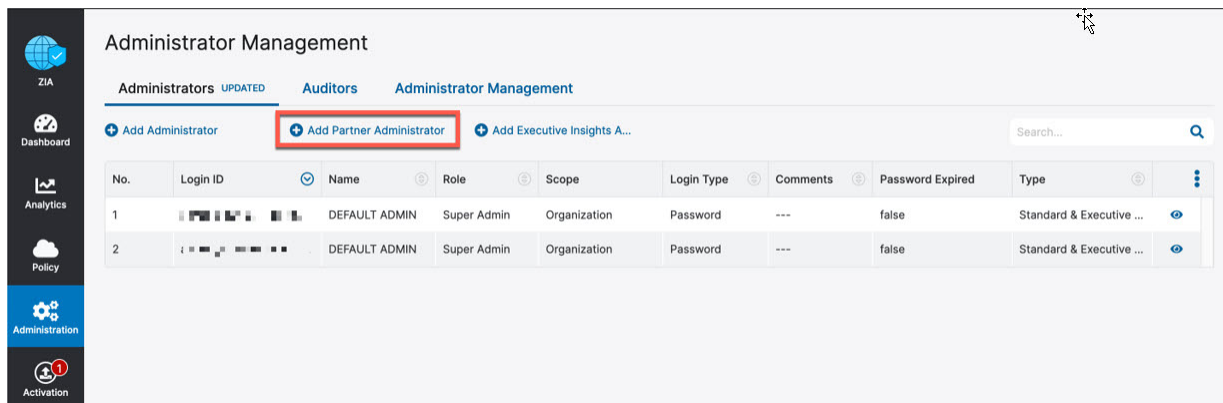 Administrator Management
ZIA
Administrators UPDATED Auditors Administrator Management
Add Administrator Add Partner Administrator Add Executive Insights A... Search...
Dashboard
No. Login ID Name Role Scope Login Type Comments Password Expired Type
Analytics
1 DEFAULT ADMIN Super Admin Organization Password --- false Standard & Executive ...
2 DEFAULT ADMIN Super Admin Organization Password --- false Standard & Executive ...
Policy
Administration
1
Activation